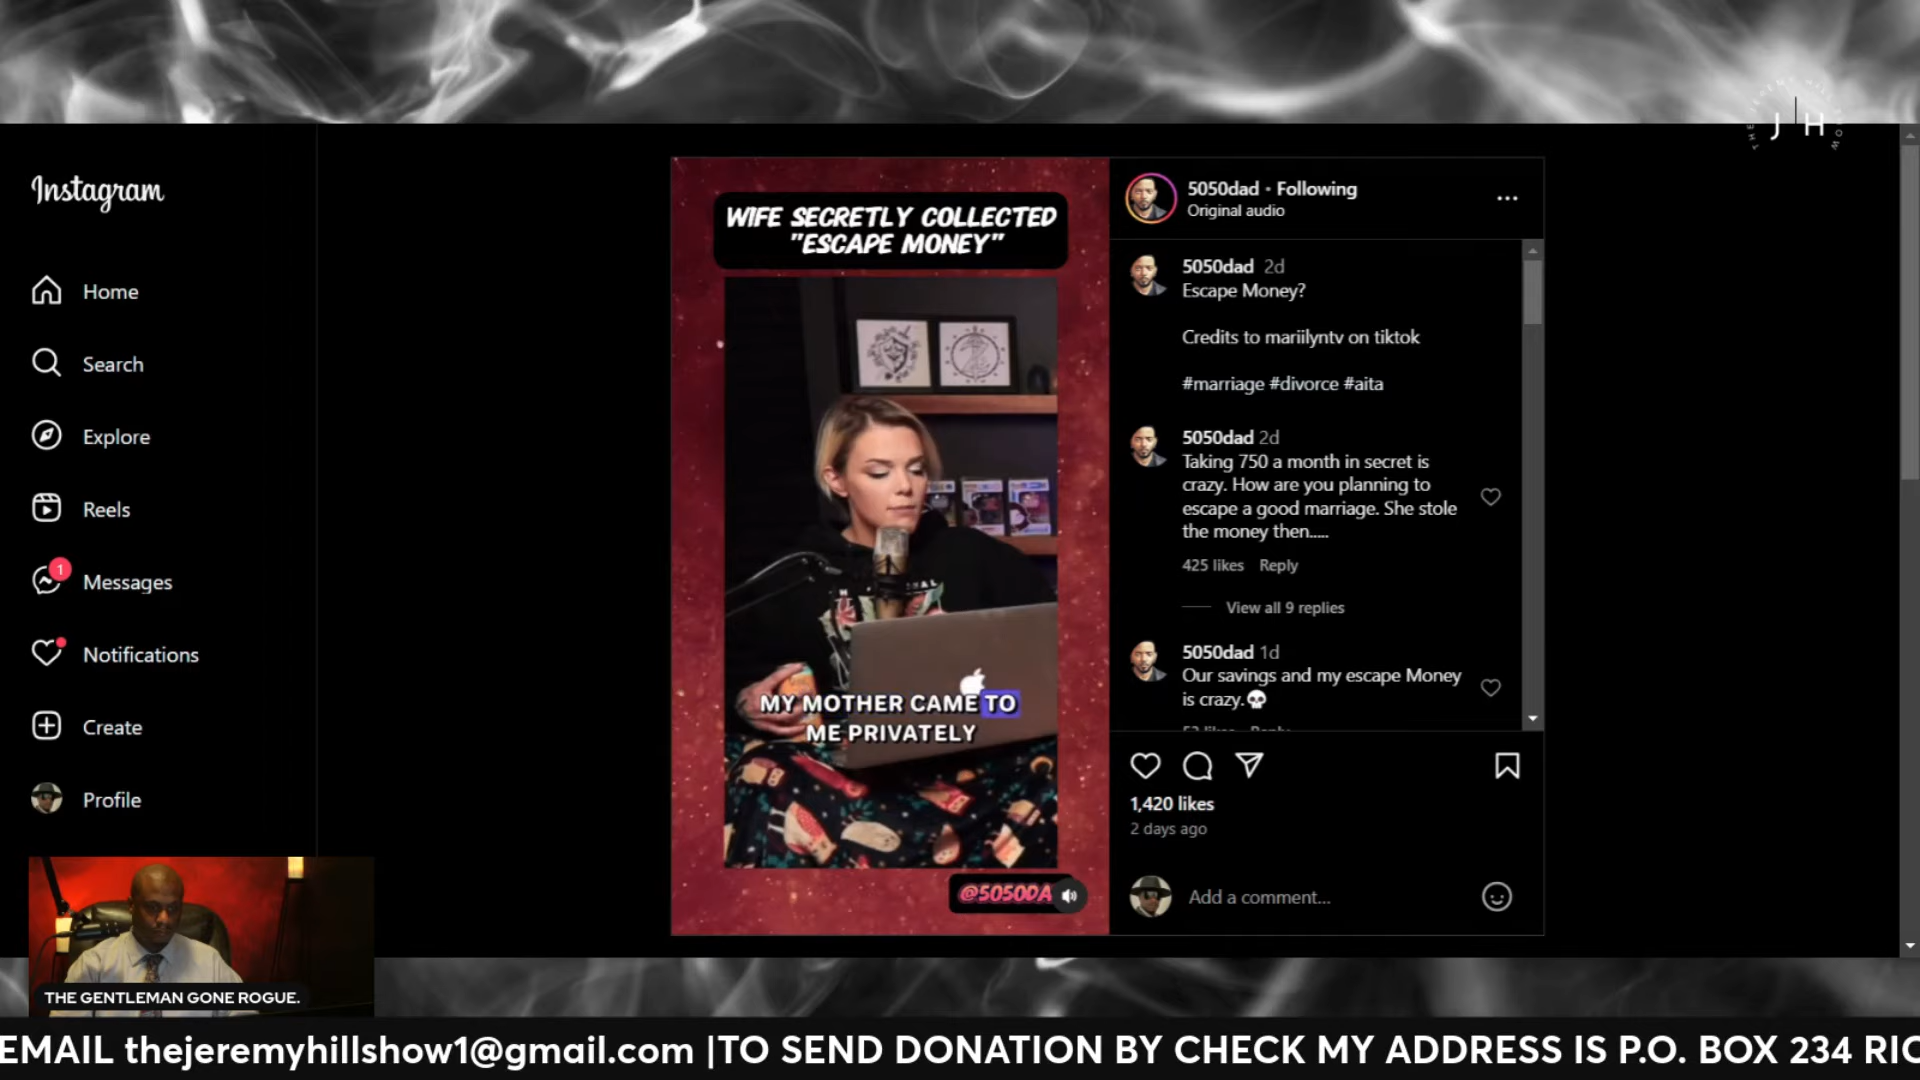 THE JEREMY HILL SHOW
J H
Instagram
Home
Search
Explore
Reels
1
Messages
Notifications
Create
Profile
WIFE SECRETLY COLLECTED
"ESCAPE MONEY"
MY MOTHER CAME TO
ME PRIVATELY
@5050DA
5050dad • Following
Original audio
5050dad 2d
Escape Money?
Credits to mariilyntv on tiktok
#marriage #divorce #aita
5050dad 2d
Taking 750 a month in secret is
crazy. How are you planning to
escape a good marriage. She stole
the money then.....
425 likes Reply
View all 9 replies
5050dad 1d
Our savings and my escape Money
is crazy.💀
1,420 likes
2 days ago
Add a comment...
THE GENTLEMAN GONE ROGUE.
EMAIL thejeremyhillshow1@gmail.com |TO SEND DONATION BY CHECK MY ADDRESS IS P.O. BOX 234 RIC